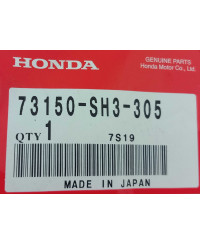 HONDA
GENUINE PARTS
Honda Motor Co., Ltd.
73150-SH3-305
QTY 1
7S19
MADE IN JAPAN